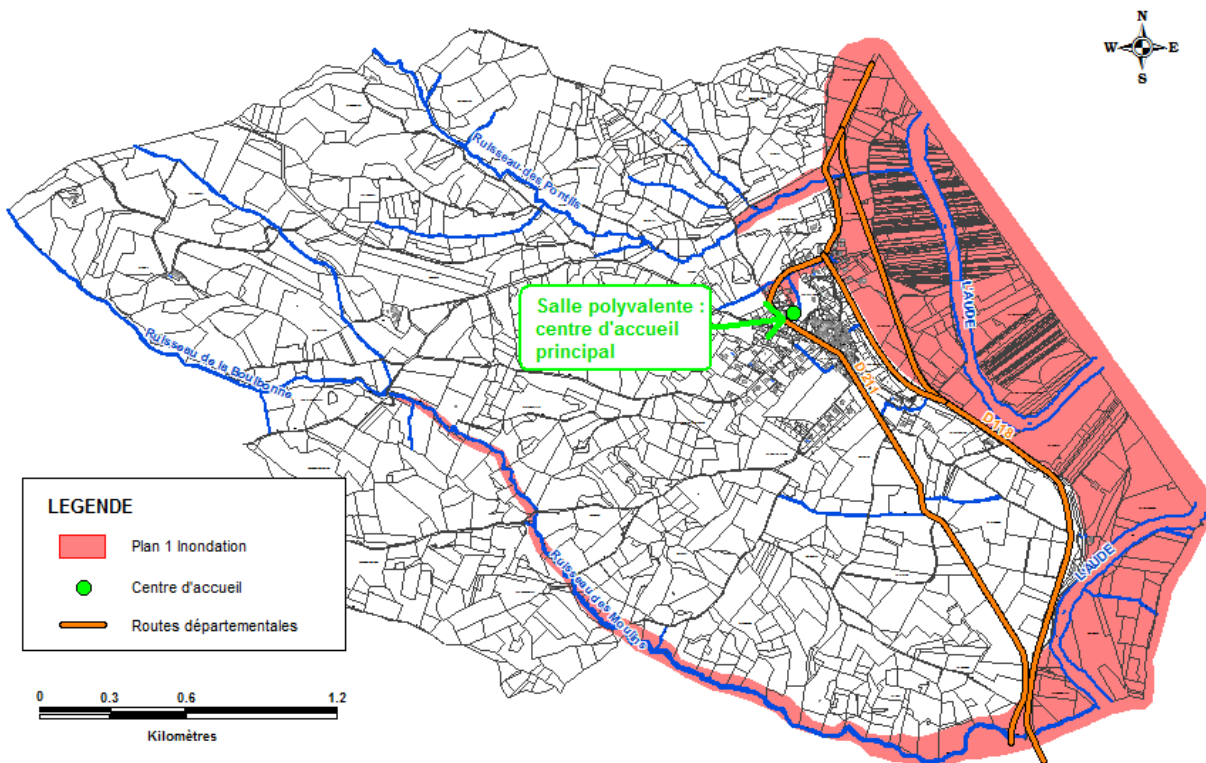 N
W E
S
Ruisseau des Pontils
Salle polyvalente :
centre d'accueil
principal
L'AUDE
Ruisseau de la Boulbonne
D211
D118
LEGENDE
Plan 1 Inondation
Centre d'accueil
Routes départementales
Ruisseau des Moulins
L'AUDE
0 0.3 0.6 1.2
Kilomètres